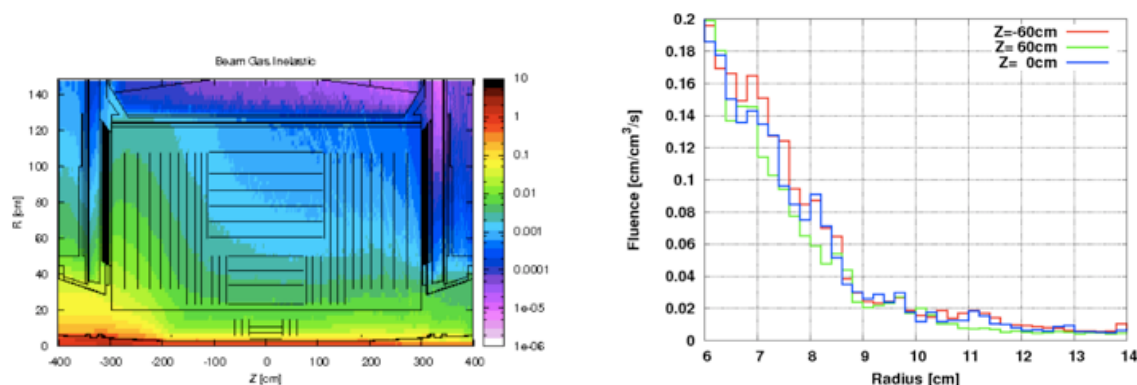 Beam Gas Inelastic
R [cm]
140
120
100
80
60
40
20
0
-400 -300 -200 -100 0 100 200 300 400
Z [cm]
10
1
0.1
0.01
0.001
0.0001
1e-05
1e-06
Fluence [cm/cm³/s]
0.2
0.18
0.16
0.14
0.12
0.1
0.08
0.06
0.04
0.02
0
Z=-60cm
Z= 60cm
Z= 0cm
6 7 8 9 10 11 12 13 14
Radius [cm]